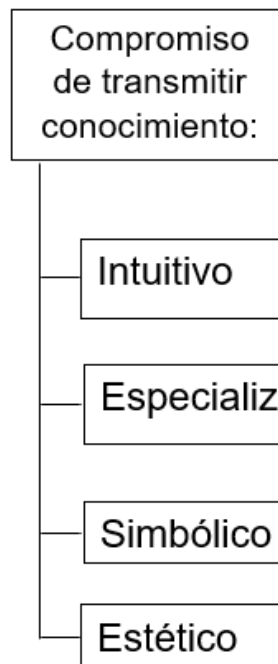 Compromiso
de transmitir
conocimiento:
Intuitivo
Especializ
Simbólico
Estético